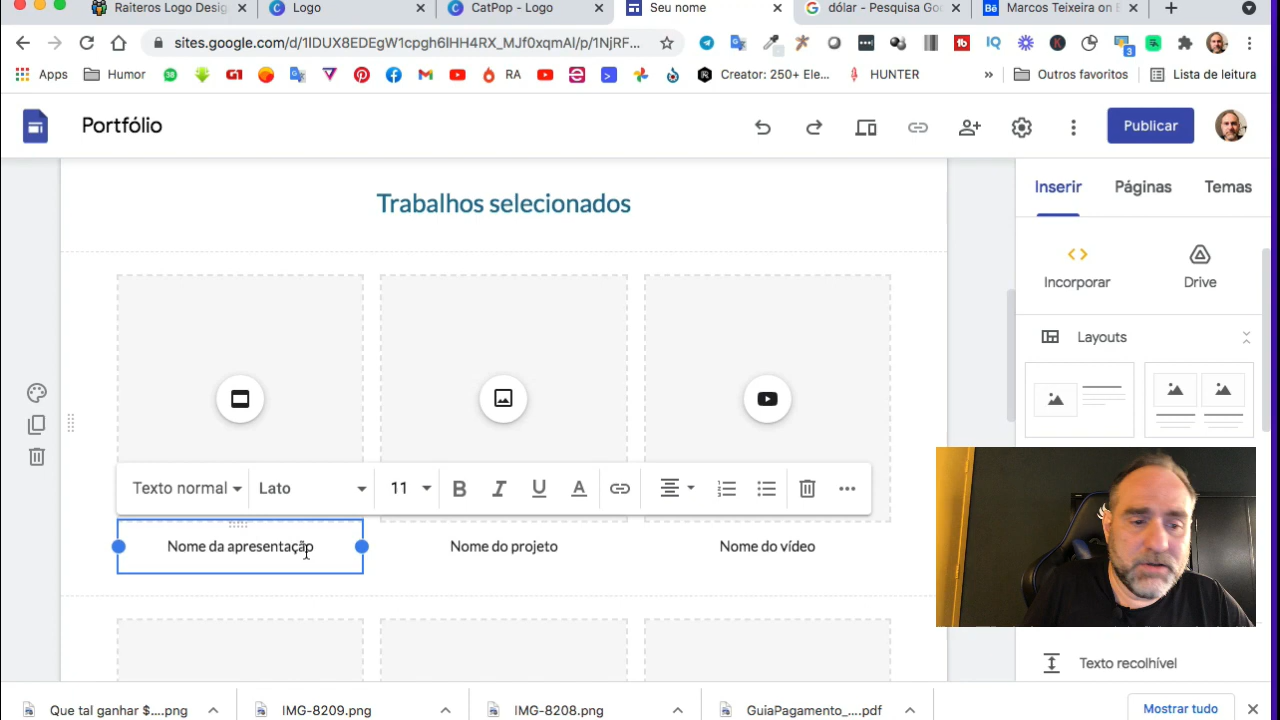 Raiteros Logo Desig
Logo
CatPop - Logo
Seu nome
dólar - Pesquisa Go
Marcos Teixeira on
Bē
sites.google.com/d/1lDUX8EDEgW1cpgh6lHH4RX_MJf0xqmAl/p/1NjRF...
Apps
Humor
G1
RA
Creator: 250+ Ele...
HUNTER
»
Outros favoritos
Lista de leitura
Portfólio
Publicar
Trabalhos selecionados
Inserir
Páginas
Temas
Incorporar
Drive
Layouts
Texto normal
Lato
11
B
I
U
A
Nome da apresentação
Nome do projeto
Nome do vídeo
Texto recolhível
Que tal ganhar $....png
IMG-8209.png
IMG-8208.png
GuiaPagamento_....pdf
Mostrar tudo